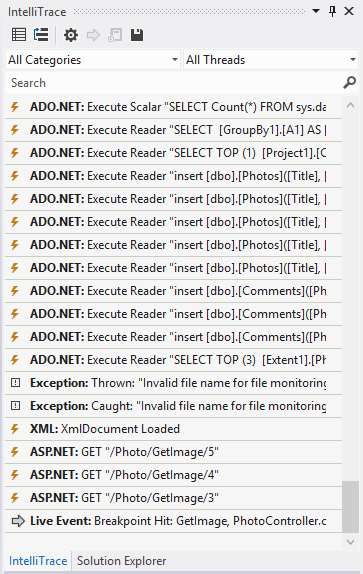 IntelliTrace
All Categories All Threads
Search
ADO.NET: Execute Scalar "SELECT Count(*) FROM sys.da
ADO.NET: Execute Reader "SELECT [GroupBy1].[A1] AS [
ADO.NET: Execute Reader "SELECT TOP (1) [Project1].[C
ADO.NET: Execute Reader "insert [dbo].[Photos]([Title], [
ADO.NET: Execute Reader "insert [dbo].[Photos]([Title], [
ADO.NET: Execute Reader "insert [dbo].[Photos]([Title], [
ADO.NET: Execute Reader "insert [dbo].[Photos]([Title], [
ADO.NET: Execute Reader "insert [dbo].[Photos]([Title], [
ADO.NET: Execute Reader "insert [dbo].[Comments]([Ph
ADO.NET: Execute Reader "insert [dbo].[Comments]([Ph
ADO.NET: Execute Reader "insert [dbo].[Comments]([Ph
ADO.NET: Execute Reader "SELECT TOP (3) [Extent1].[Ph
Exception: Thrown: "Invalid file name for file monitoring
Exception: Caught: "Invalid file name for file monitoring
XML: XmlDocument Loaded
ASP.NET: GET "/Photo/GetImage/5"
ASP.NET: GET "/Photo/GetImage/4"
ASP.NET: GET "/Photo/GetImage/3"
Live Event: Breakpoint Hit: GetImage, PhotoController.c
IntelliTrace Solution Explorer